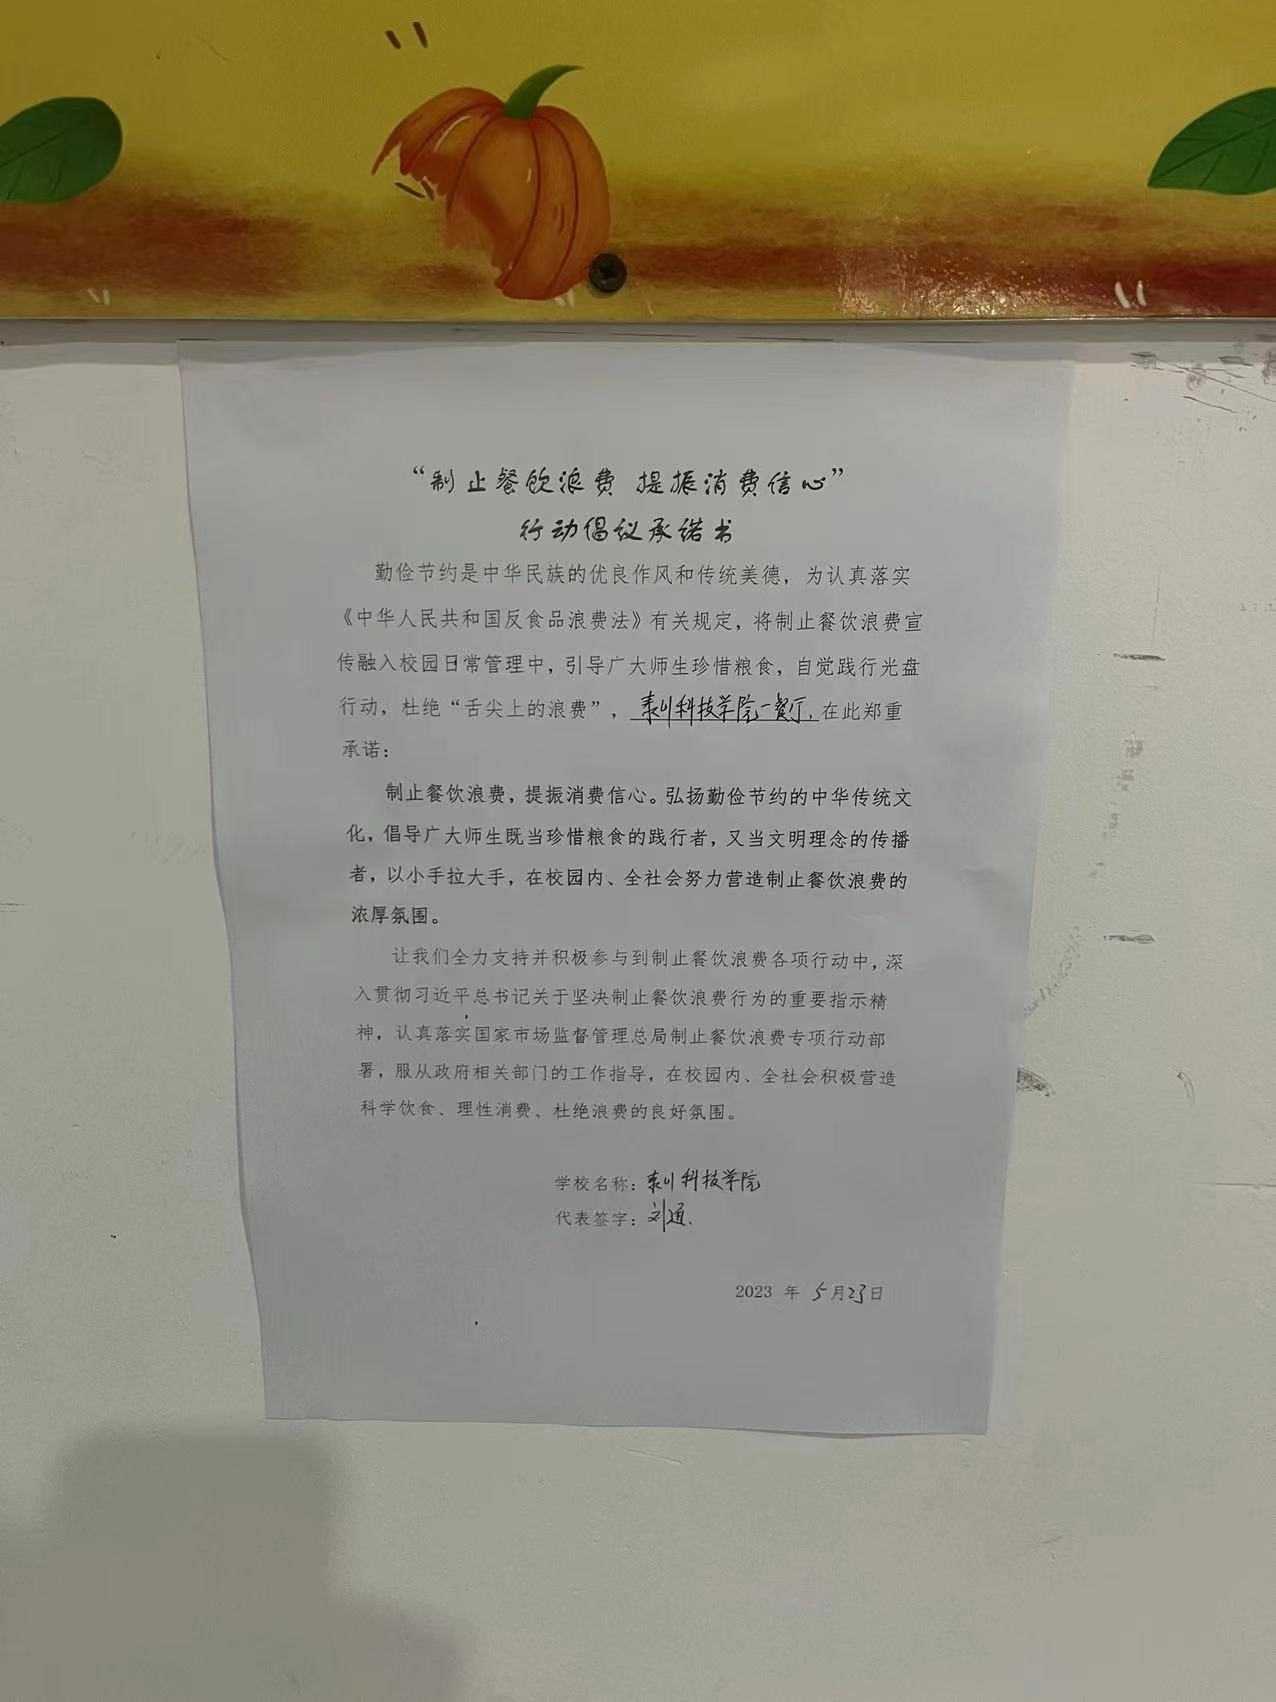 “制止餐饮浪费 提振消费信心”
行动倡议承诺书
勤俭节约是中华民族的优良作风和传统美德，为认真落实
《中华人民共和国反食品浪费法》有关规定，将制止餐饮浪费宣
传融入校园日常管理中，引导广大师生珍惜粮食，自觉践行光盘
行动，杜绝“舌尖上的浪费”，泰州科技学院一餐厅.在此郑重
承诺：
制止餐饮浪费，提振消费信心。弘扬勤俭节约的中华传统文
化，倡导广大师生既当珍惜粮食的践行者，又当文明理念的传播
者，以小手拉大手，在校园内、全社会努力营造制止餐饮浪费的
浓厚氛围。
让我们全力支持并积极参与到制止餐饮浪费各项行动中，深
入贯彻习近平总书记关于坚决制止餐饮浪费行为的重要指示精
神，认真落实国家市场监督管理总局制止餐饮浪费专项行动部
署，服从政府相关部门的工作指导，在校园内、全社会积极营造
科学饮食、理性消费、杜绝浪费的良好氛围。
学校名称：泰州科技学院
代表签字：刘通.
2023 年 5月23日